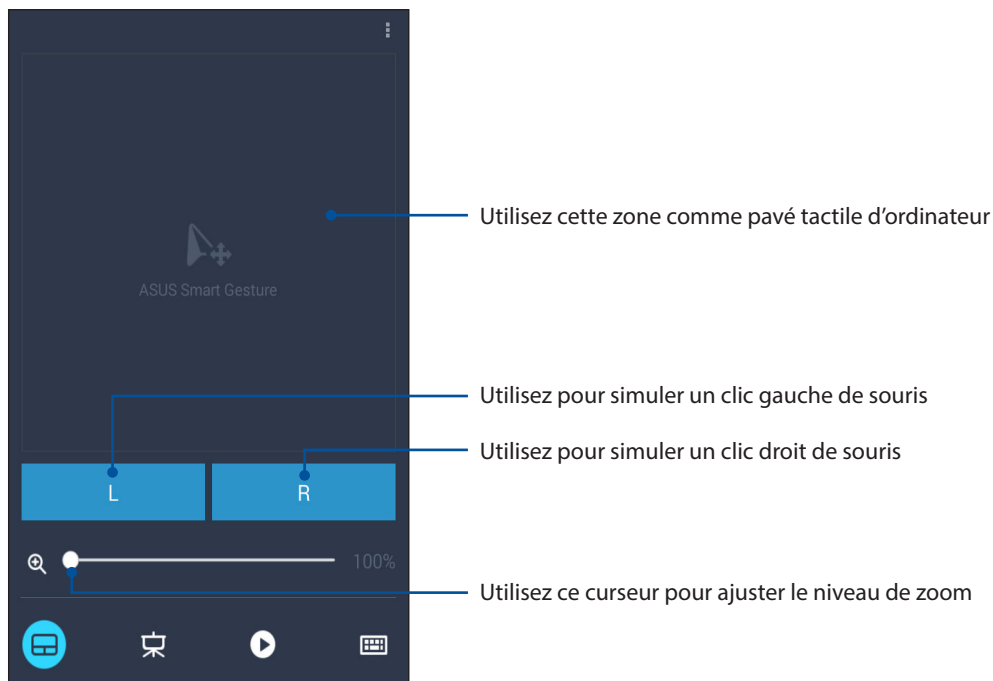 Utilisez cette zone comme pavé tactile d’ordinateur
ASUS Smart Gesture
Utilisez pour simuler un clic gauche de souris
Utilisez pour simuler un clic droit de souris
L
R
100%
Utilisez ce curseur pour ajuster le niveau de zoom